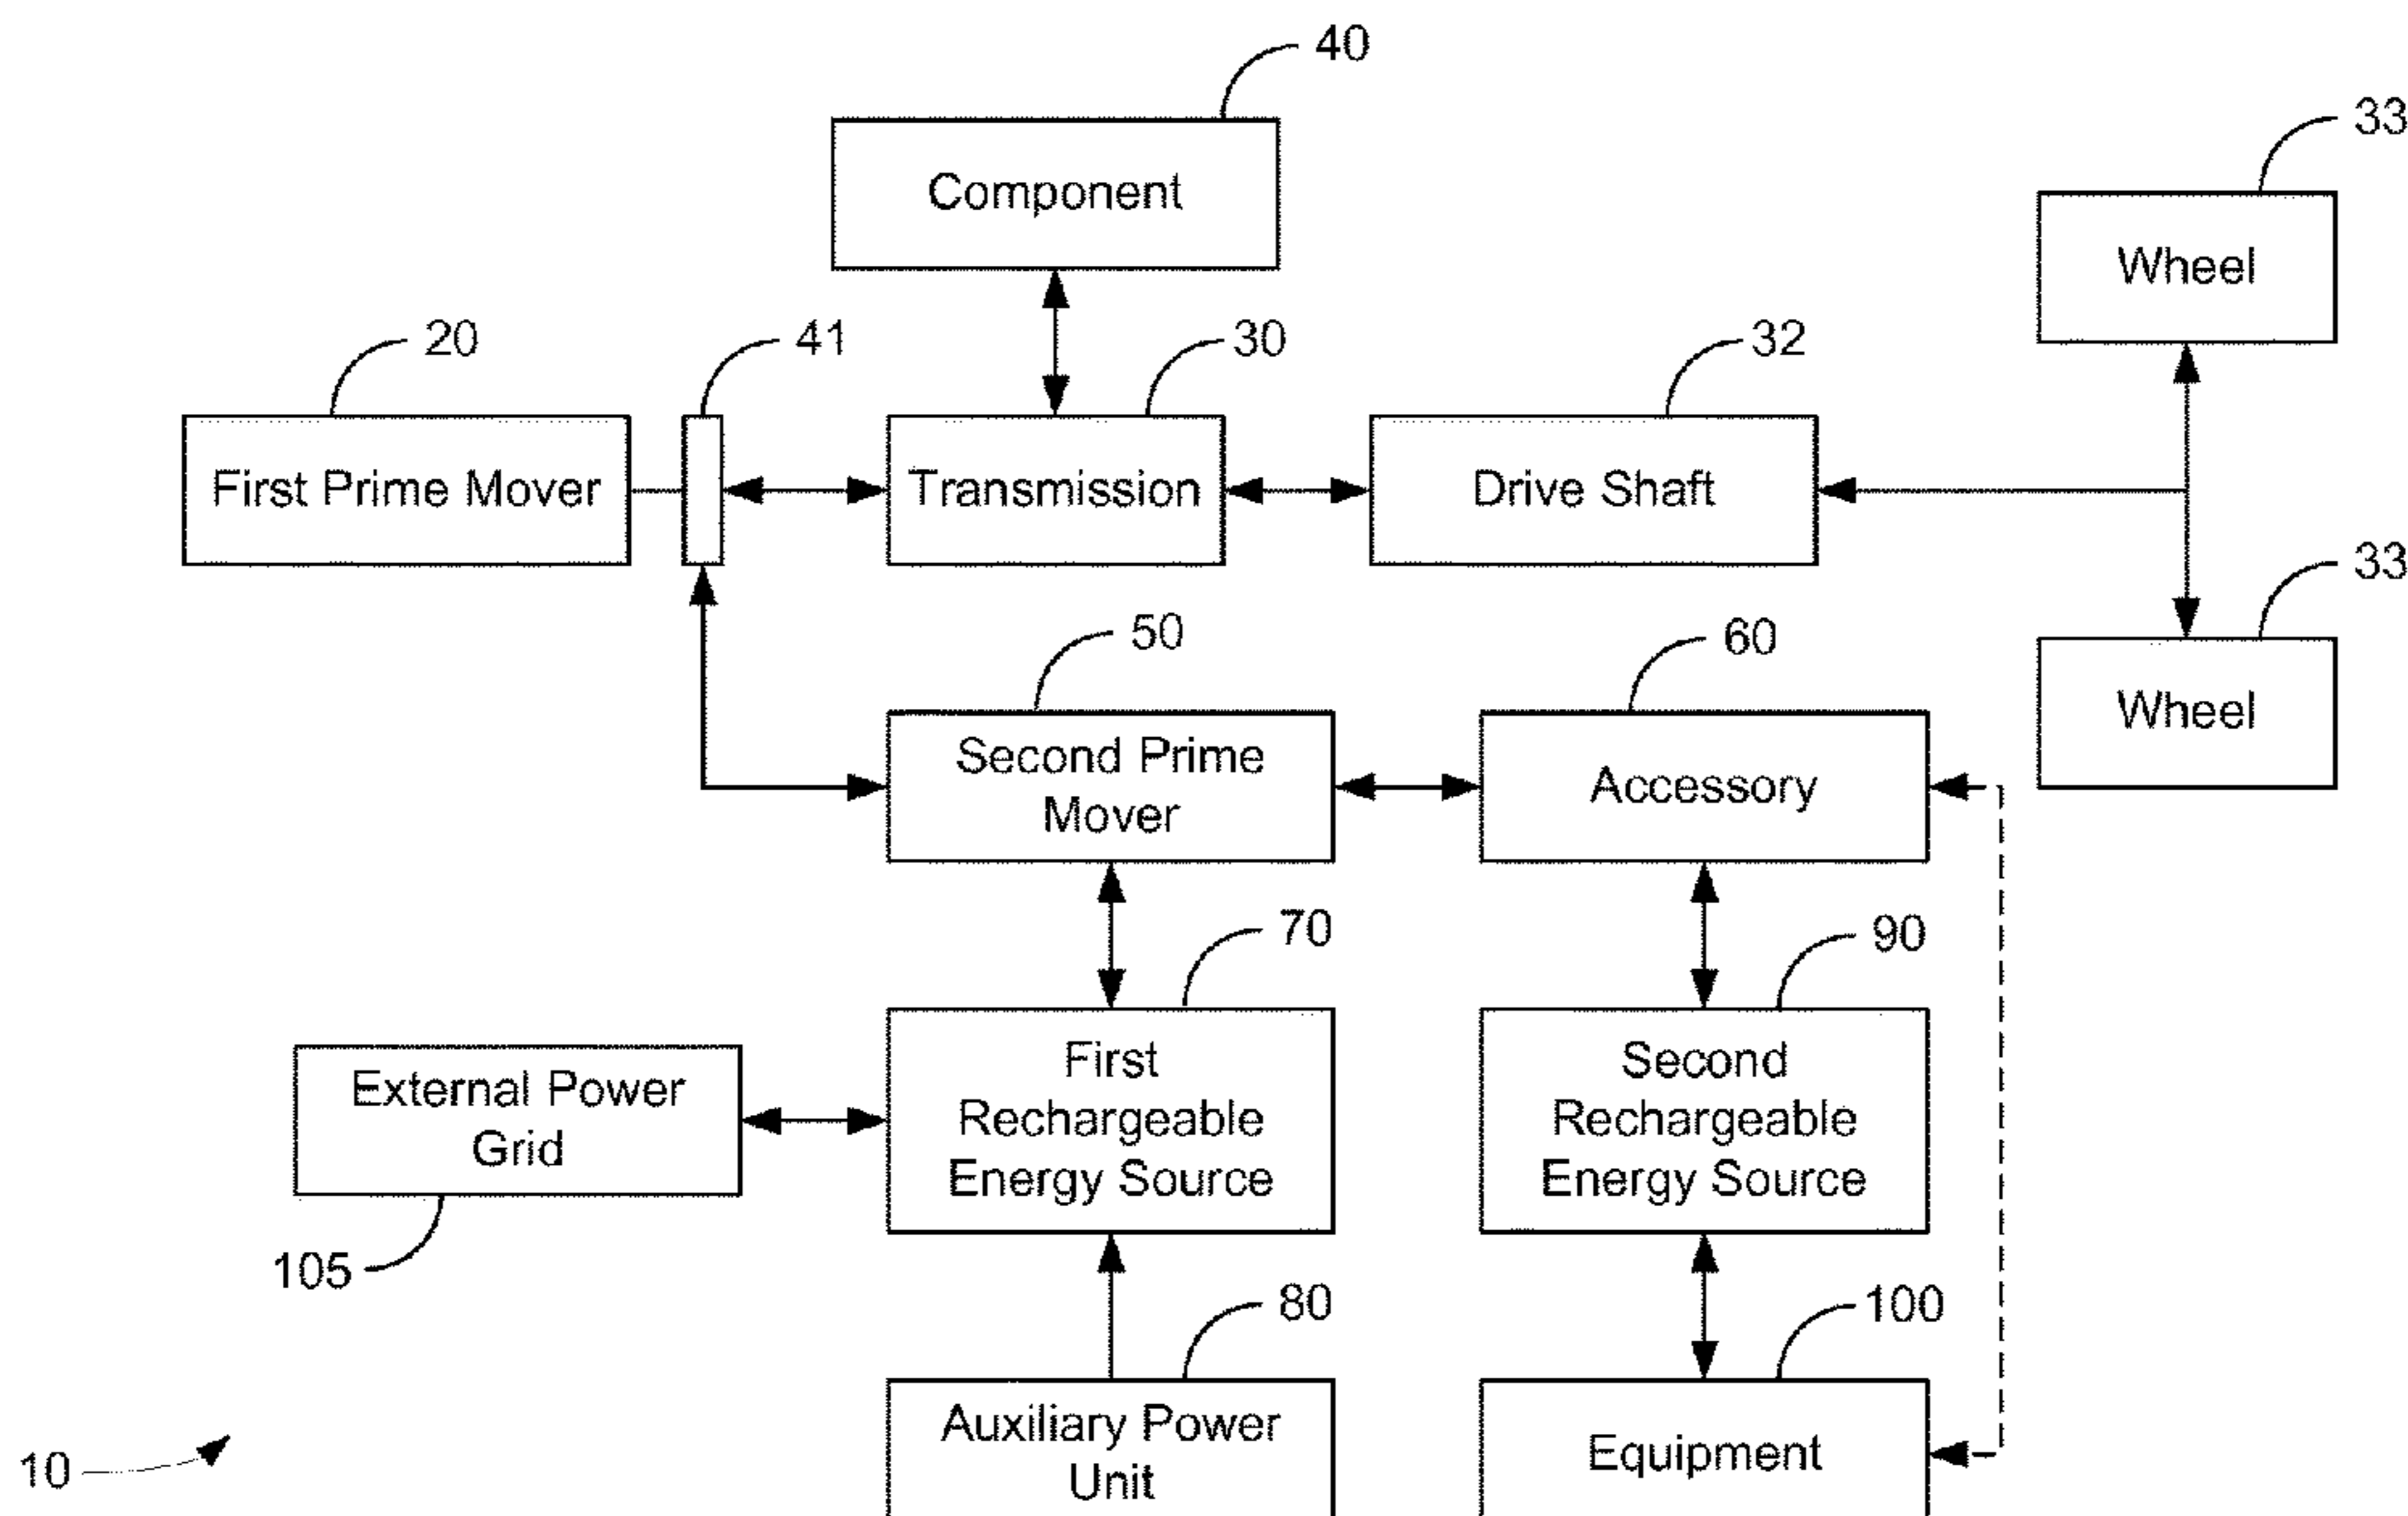 40
33
Component
Wheel
20
41
30
32
First Prime Mover
Transmission
Drive Shaft
33
50
60
Wheel
Second Prime
Mover
Accessory
70
90
External Power
Grid
First
Rechargeable
Energy Source
Second
Rechargeable
Energy Source
105
80
100
Auxiliary Power
Unit
Equipment
10